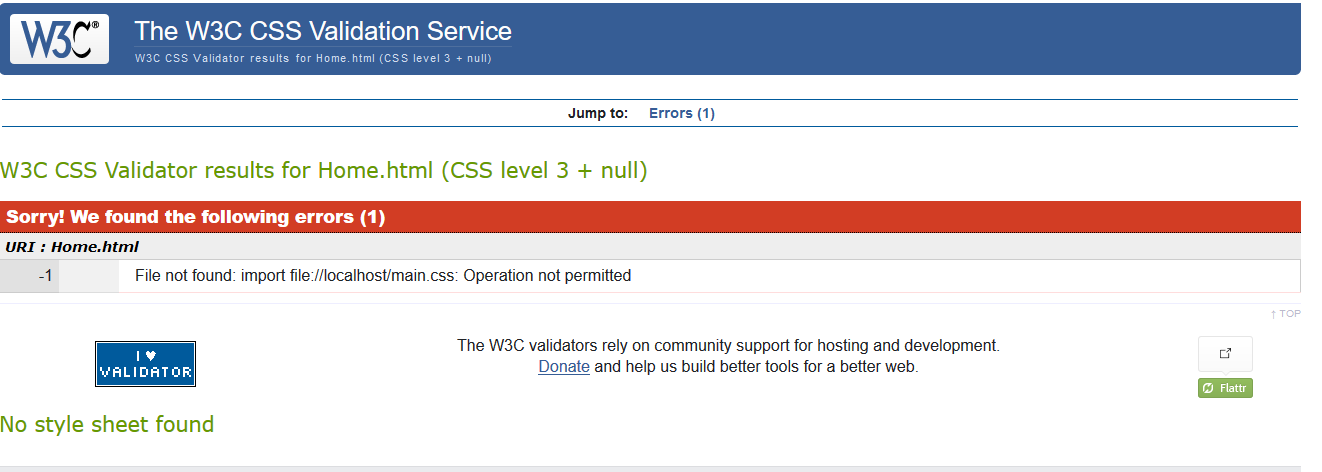 W3C®
The W3C CSS Validation Service
W3C CSS Validator results for Home.html (CSS level 3 + null)
Jump to: Errors (1)
W3C CSS Validator results for Home.html (CSS level 3 + null)
Sorry! We found the following errors (1)
URI : Home.html
-1 File not found: import file://localhost/main.css: Operation not permitted
↑ TOP
I ♥
VALIDATOR
The W3C validators rely on community support for hosting and development.
Donate and help us build better tools for a better web.
Flattr
No style sheet found